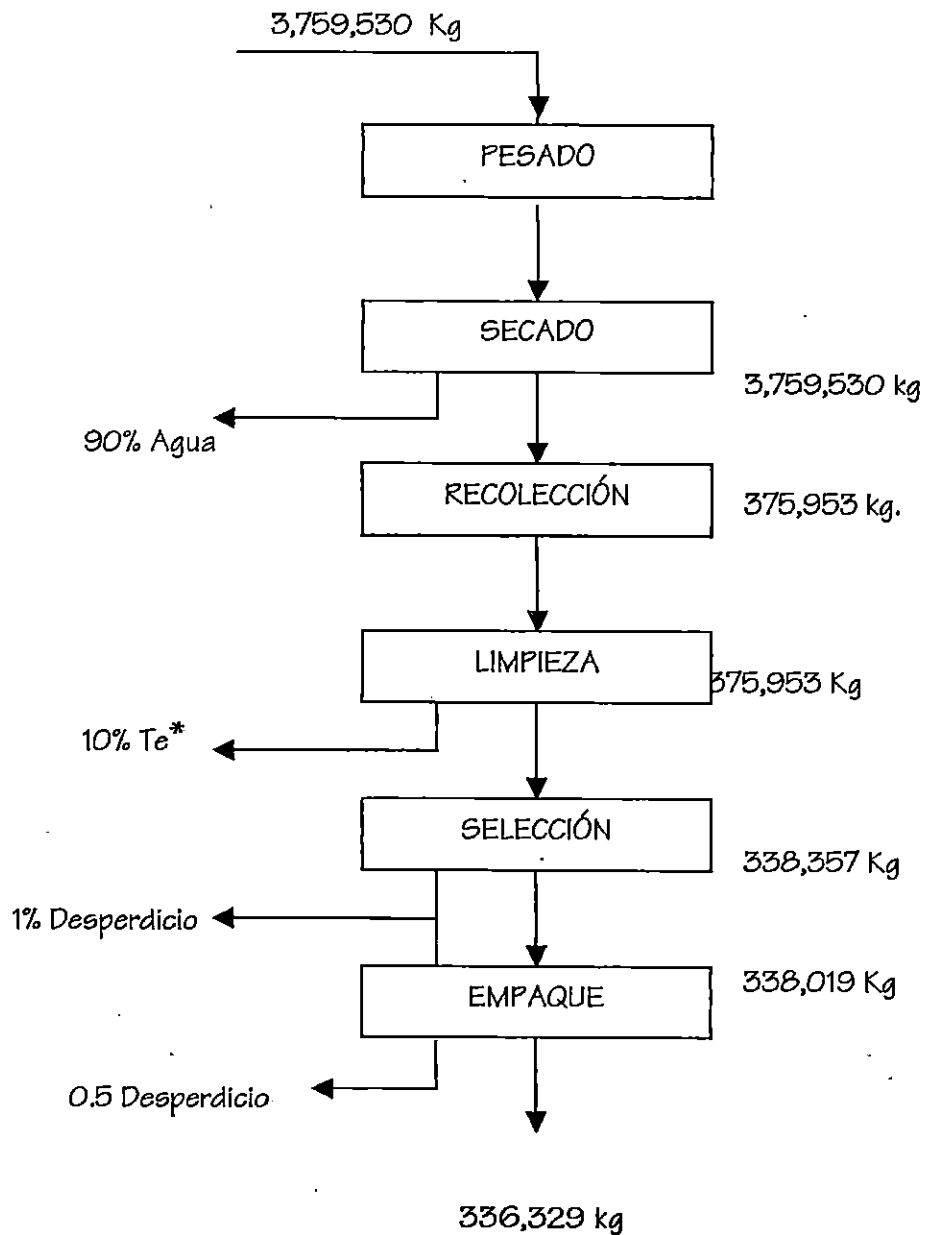 3,759,530 Kg
PESADO
SECADO
3,759,530 kg
90% Agua
RECOLECCIÓN
375,953 kg.
LIMPIEZA
375,953 Kg
10% Te*
SELECCIÓN
338,357 Kg
1% Desperdicio
EMPAQUE
338,019 Kg
0.5 Desperdicio
336,329 kg